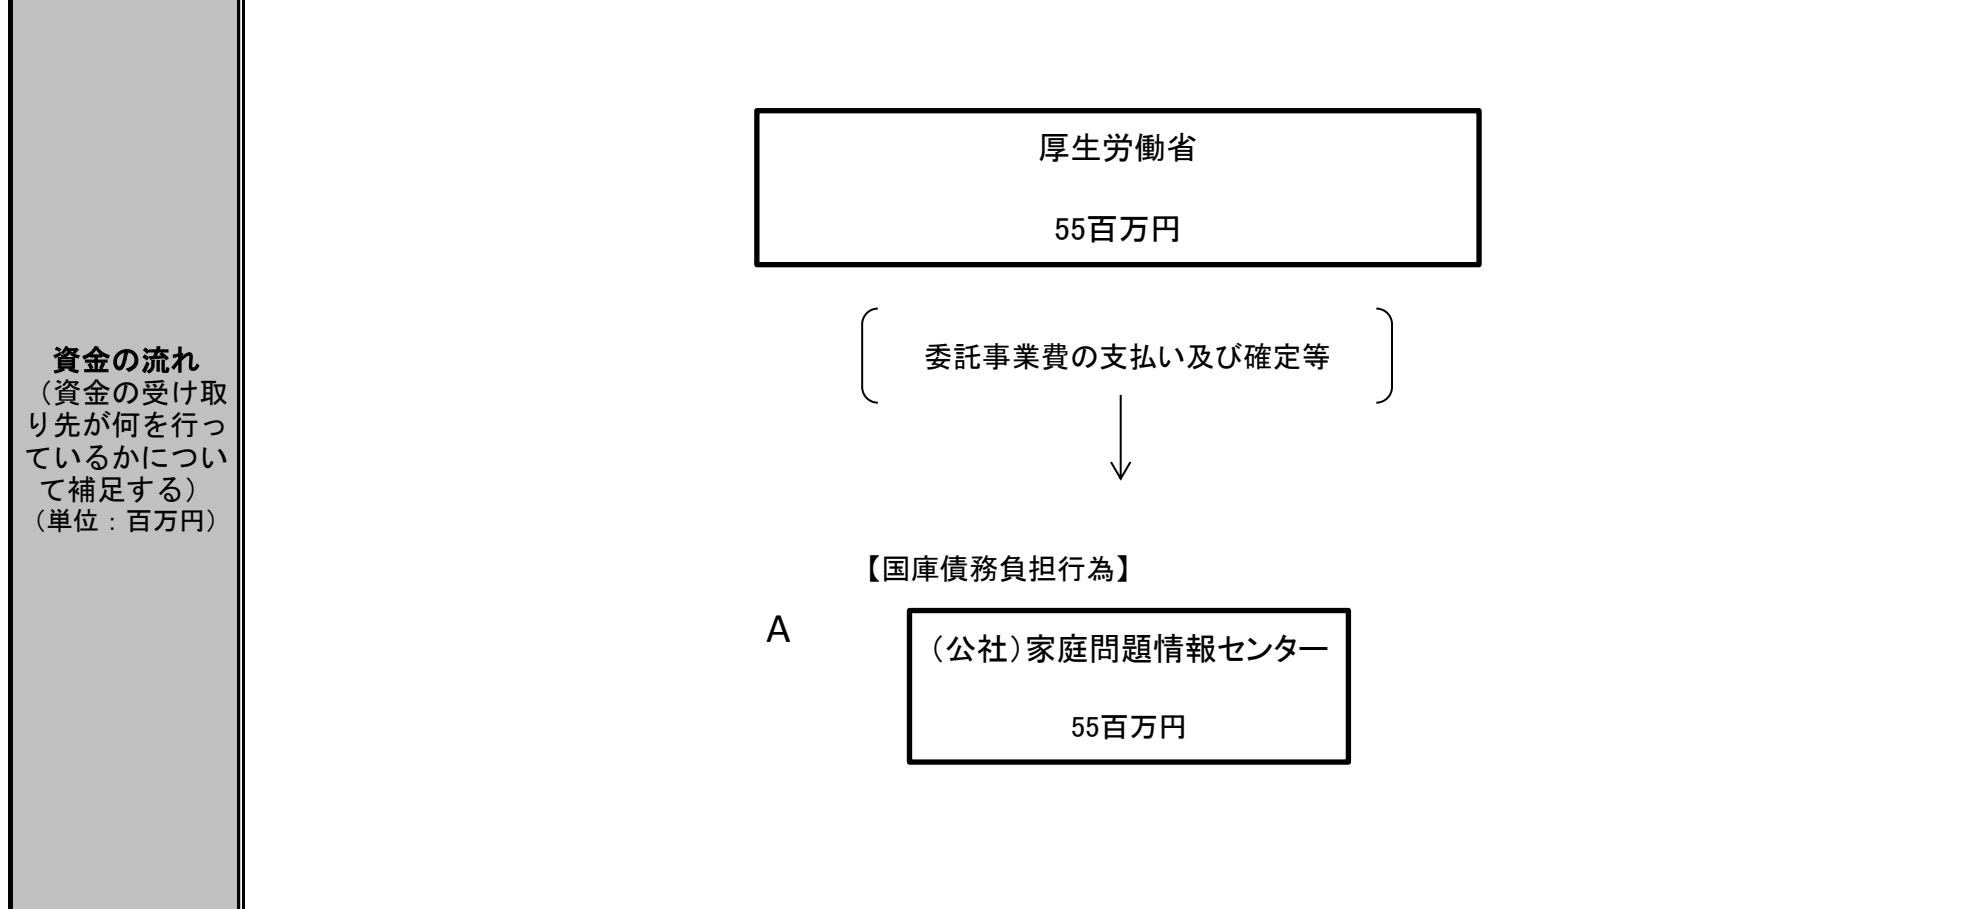 資金の流れ
（資金の受け取
り先が何を行っ
ているかについ
て補足する）
（単位：百万円）
厚生労働省
55百万円
委託事業費の支払い及び確定等
【国庫債務負担行為】
A
（公社）家庭問題情報センター
55百万円